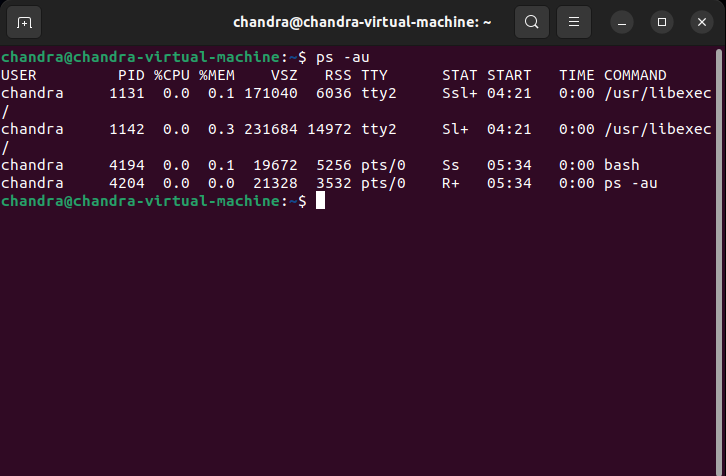 chandra@chandra-virtual-machine: ~
chandra@chandra-virtual-machine:~$ ps -au
USER         PID %CPU %MEM    VSZ   RSS TTY      STAT START   TIME COMMAND
chandra     1131  0.0  0.1 171040  6036 tty2     Ssl+ 04:21   0:00 /usr/libexec
/
chandra     1142  0.0  0.3 231684 14972 tty2     Sl+  04:21   0:00 /usr/libexec
/
chandra     4194  0.0  0.1  19672  5256 pts/0    Ss   05:34   0:00 bash
chandra     4204  0.0  0.0  21328  3532 pts/0    R+   05:34   0:00 ps -au
chandra@chandra-virtual-machine:~$